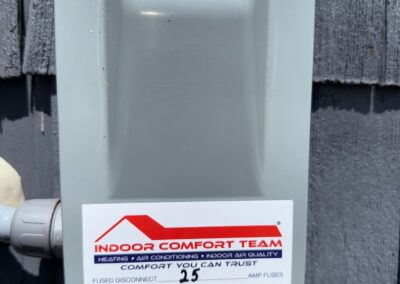 ®
INDOOR COMFORT TEAM
HEATING • AIR CONDITIONING • INDOOR AIR QUALITY
COMFORT YOU CAN TRUST
FUSED DISCONNECT 25 AMP FUSES